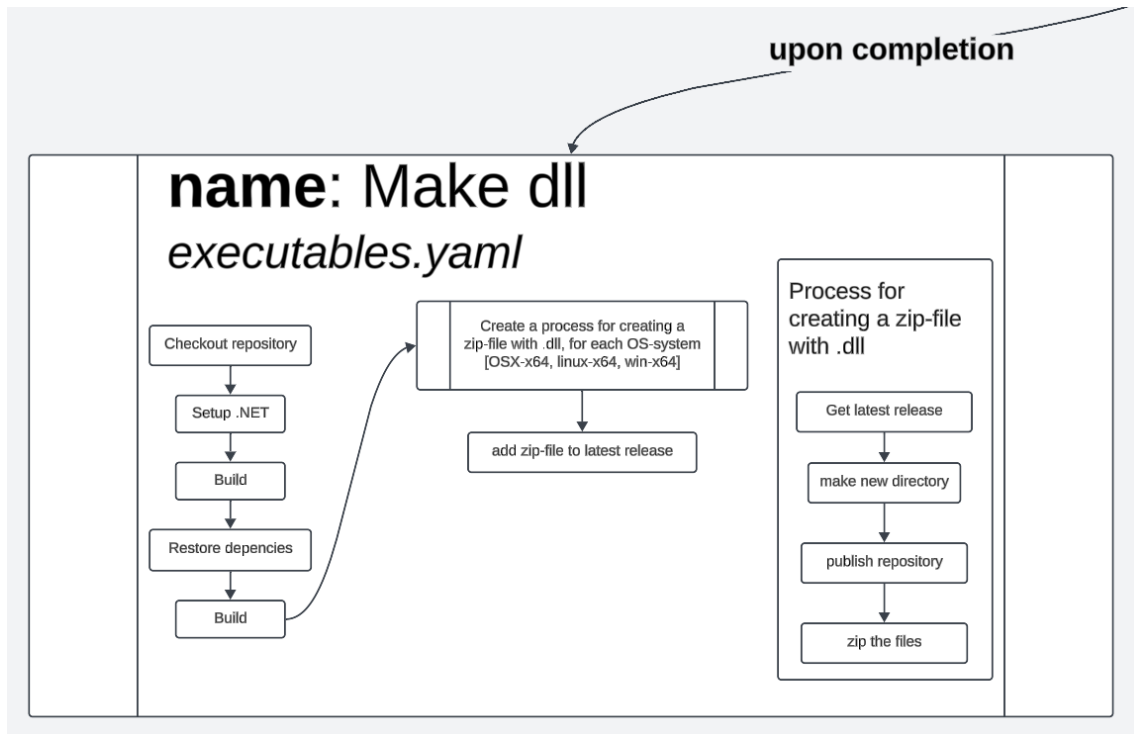 upon completion
name: Make dll
executables.yaml
Checkout repository
Setup .NET
Build
Restore depencies
Build
Create a process for creating a
zip-file with .dll, for each OS-system
[OSX-x64, linux-x64, win-x64]
add zip-file to latest release
Process for
creating a zip-file
with .dll
Get latest release
make new directory
publish repository
zip the files